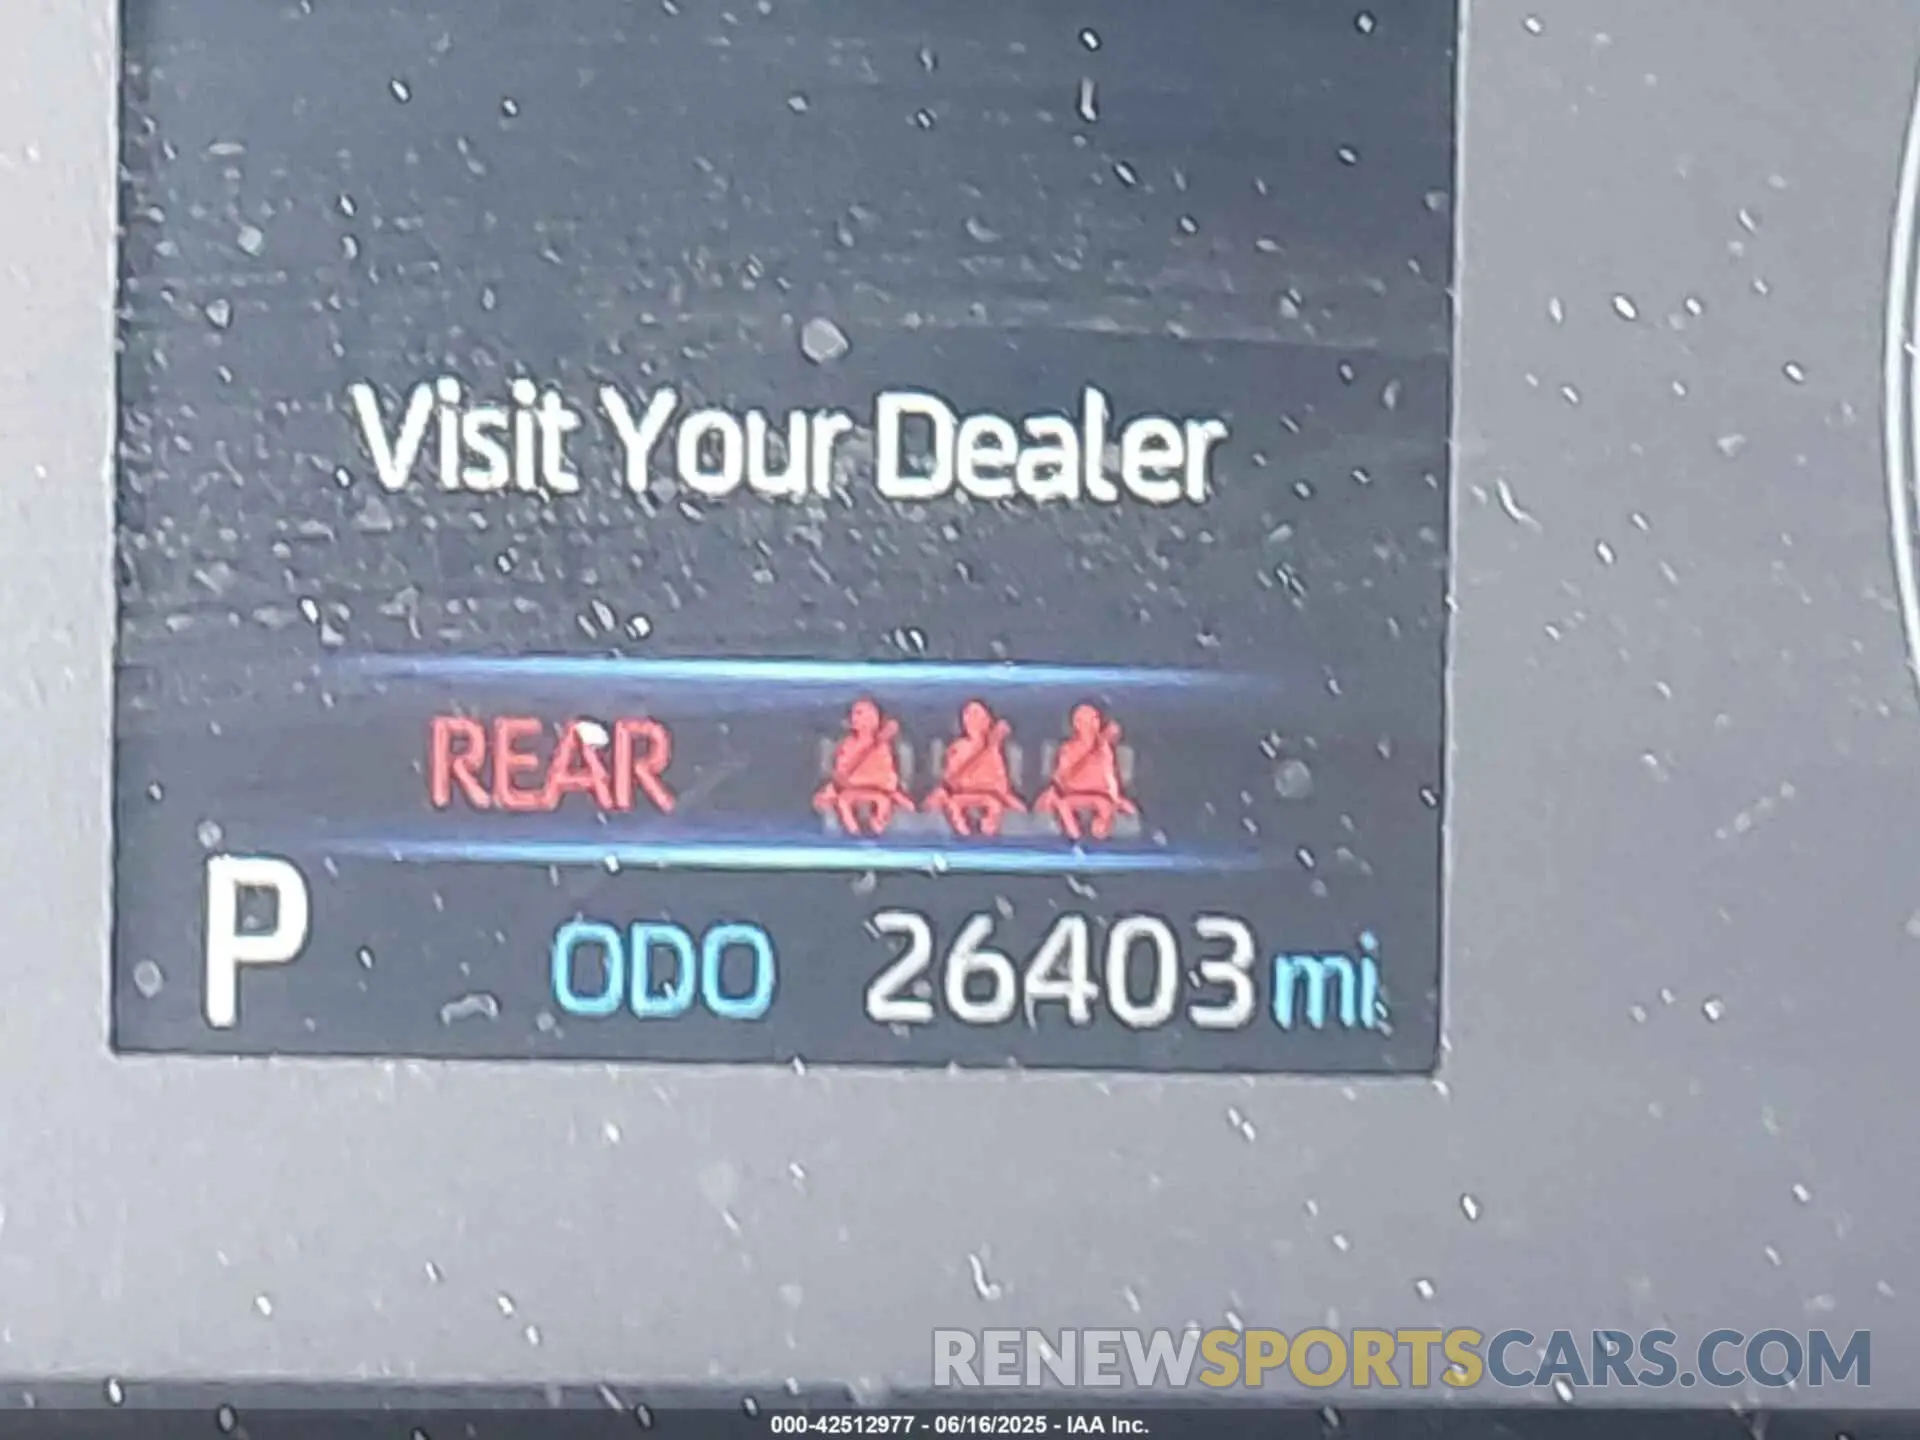 Visit Your Dealer
REAR
P ODO 26403 mi
RENEWSPORTSCARS.COM
000-42512977 - 06/16/2025 - IAA Inc.